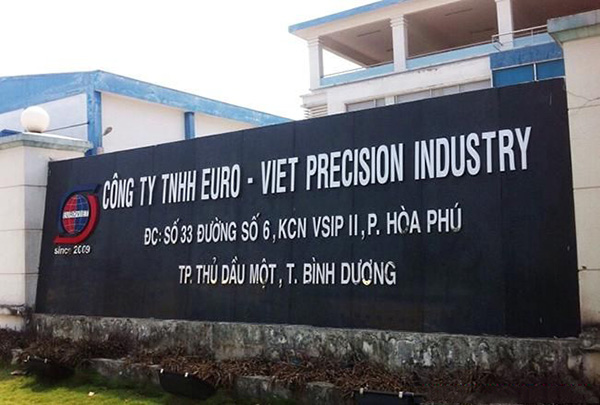 CÔNG TY TNHH EURO - VIET PRECISION INDUSTRY
ĐC: SỐ 33 ĐƯỜNG SỐ 6, KCN VSIP II, P. HÒA PHÚ
TP. THỦ DẦU MỘT, T. BÌNH DƯƠNG
since 2009